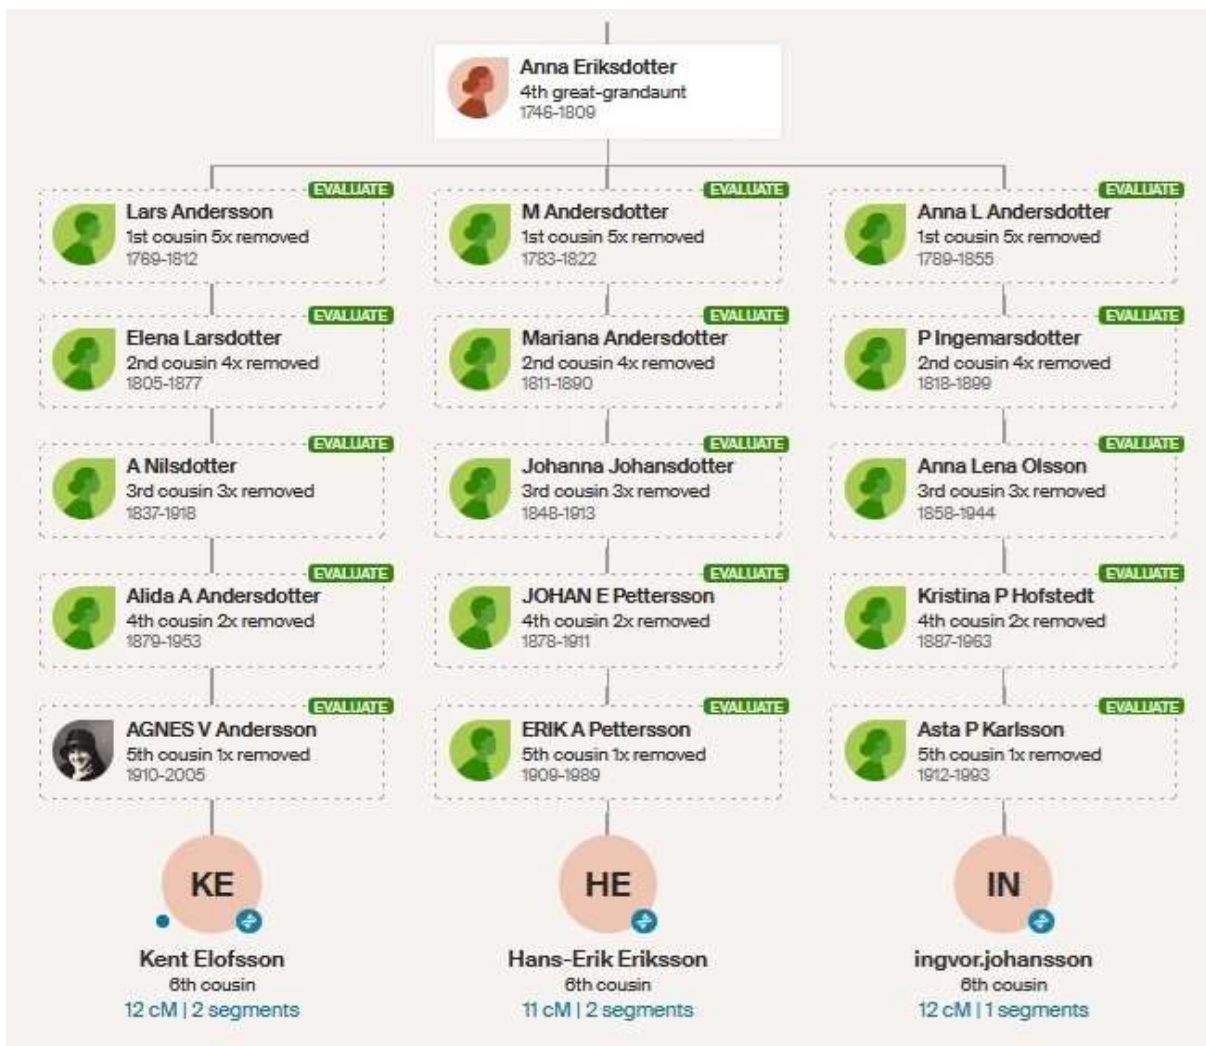 Anna Eriksdotter
4th great-grandaunt
1746-1809
EVALUATE
Lars Andersson
1st cousin 5x removed
1769-1812
EVALUATE
M Andersdotter
1st cousin 5x removed
1783-1822
EVALUATE
Anna L Andersdotter
1st cousin 5x removed
1789-1855
EVALUATE
Elena Larsdotter
2nd cousin 4x removed
1805-1877
EVALUATE
Mariana Andersdotter
2nd cousin 4x removed
1811-1890
EVALUATE
P Ingemarsdotter
2nd cousin 4x removed
1818-1899
EVALUATE
A Nilsdotter
3rd cousin 3x removed
1837-1918
EVALUATE
Johanna Johansdotter
3rd cousin 3x removed
1848-1913
EVALUATE
Anna Lena Olsson
3rd cousin 3x removed
1858-1944
EVALUATE
Alida A Andersdotter
4th cousin 2x removed
1879-1953
EVALUATE
JOHAN E Pettersson
4th cousin 2x removed
1878-1911
EVALUATE
Kristina P Hofstedt
4th cousin 2x removed
1887-1963
EVALUATE
AGNES V Andersson
5th cousin 1x removed
1910-2005
EVALUATE
ERIK A Pettersson
5th cousin 1x removed
1909-1989
EVALUATE
Asta P Karlsson
5th cousin 1x removed
1912-1993
KE
Kent Elofsson
6th cousin
12 cM | 2 segments
HE
Hans-Erik Eriksson
6th cousin
11 cM | 2 segments
IN
ingvor.johansson
6th cousin
12 cM | 1 segments